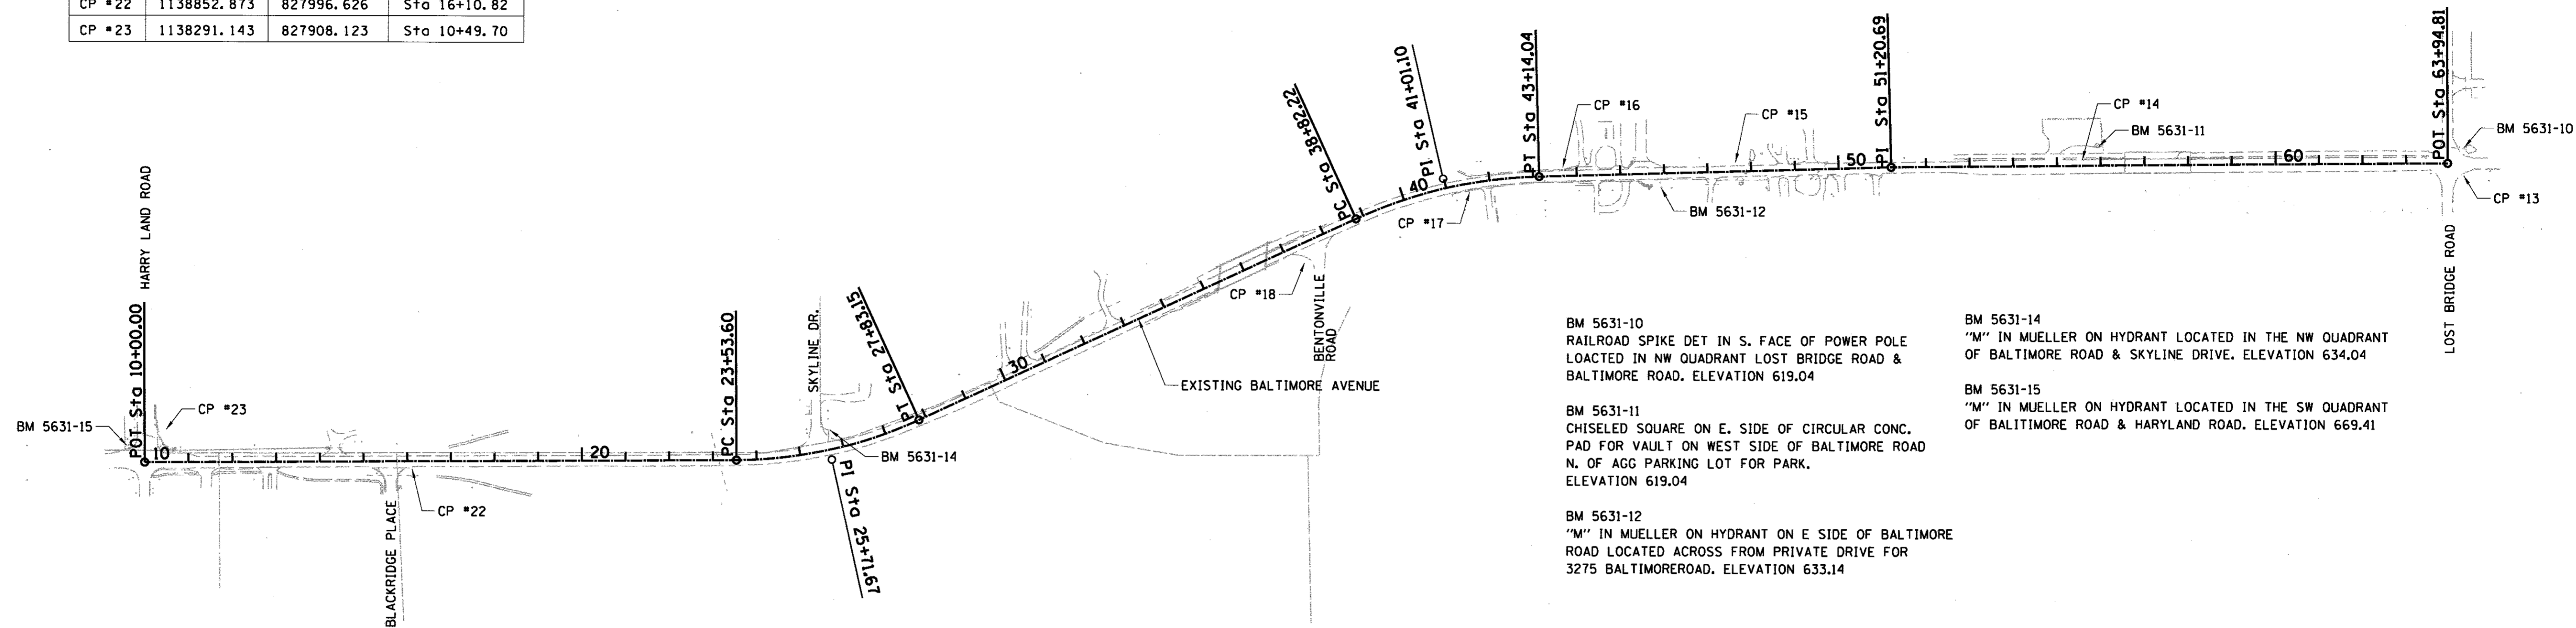 CP #22 1138852.873 827996.626 Sta 16+10.82
CP #23 1138291.143 827908.123 Sta 10+49.70
HARRY LAND ROAD
POT Sta 10+00.00
BM 5631-15
CP #23
10
BLACKRIDGE PLACE
CP #22
20
PC Sta 23+53.60
SKYLINE DR.
PI Sta 25+71.67
BM 5631-14
PT Sta 27+83.15
30
EXISTING BALTIMORE AVENUE
CP #18
BENTONVILLE
ROAD
PC Sta 38+82.22
40
PI Sta 41+01.10
CP #17
PT Sta 43+14.04
CP #16
BM 5631-12
CP #15
50
PI Sta 51+20.69
CP #14
BM 5631-11
60
POT Sta 63+94.81
BM 5631-10
CP #13
LOST BRIDGE ROAD
BM 5631-10
RAILROAD SPIKE DET IN S. FACE OF POWER POLE
LOACTED IN NW QUADRANT LOST BRIDGE ROAD &
BALTIMORE ROAD. ELEVATION 619.04
BM 5631-11
CHISELED SQUARE ON E. SIDE OF CIRCULAR CONC.
PAD FOR VAULT ON WEST SIDE OF BALTIMORE ROAD
N. OF AGG PARKING LOT FOR PARK.
ELEVATION 619.04
BM 5631-12
"M" IN MUELLER ON HYDRANT ON E SIDE OF BALTIMORE
ROAD LOCATED ACROSS FROM PRIVATE DRIVE FOR
3275 BALTIMOREROAD. ELEVATION 633.14
BM 5631-14
"M" IN MUELLER ON HYDRANT LOCATED IN THE NW QUADRANT
OF BALTIMORE ROAD & SKYLINE DRIVE. ELEVATION 634.04
BM 5631-15
"M" IN MUELLER ON HYDRANT LOCATED IN THE SW QUADRANT
OF BALITIMORE ROAD & HARYLAND ROAD. ELEVATION 669.41